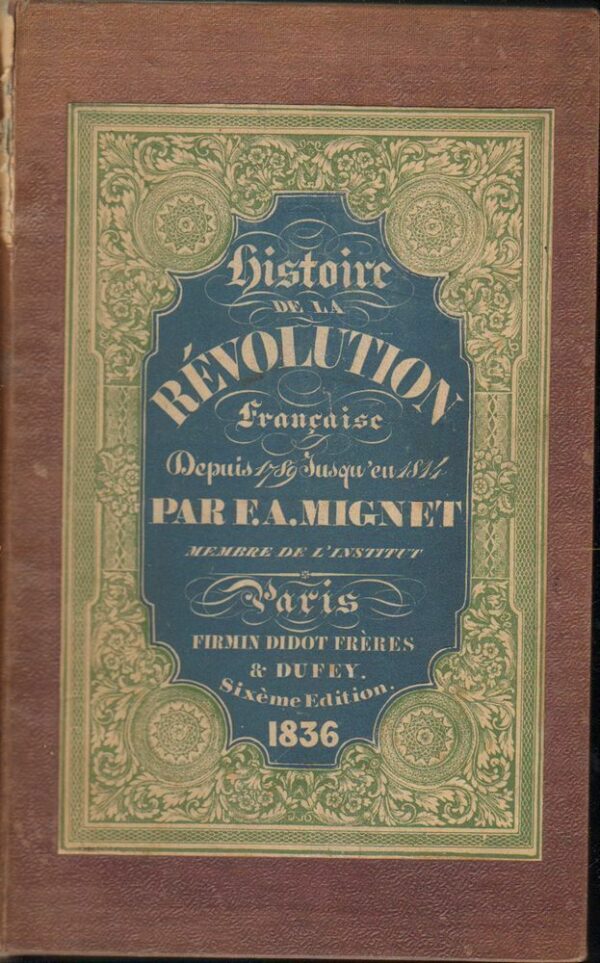 Histoire
DE LA
RÉVOLUTION
Française
Depuis 1789 Jusqu'en 1814
PAR F. A. MIGNET
MEMBRE DE L'INSTITUT
Paris
FIRMIN DIDOT FRÈRES
& DUFEY.
Sixème Edition.
1836